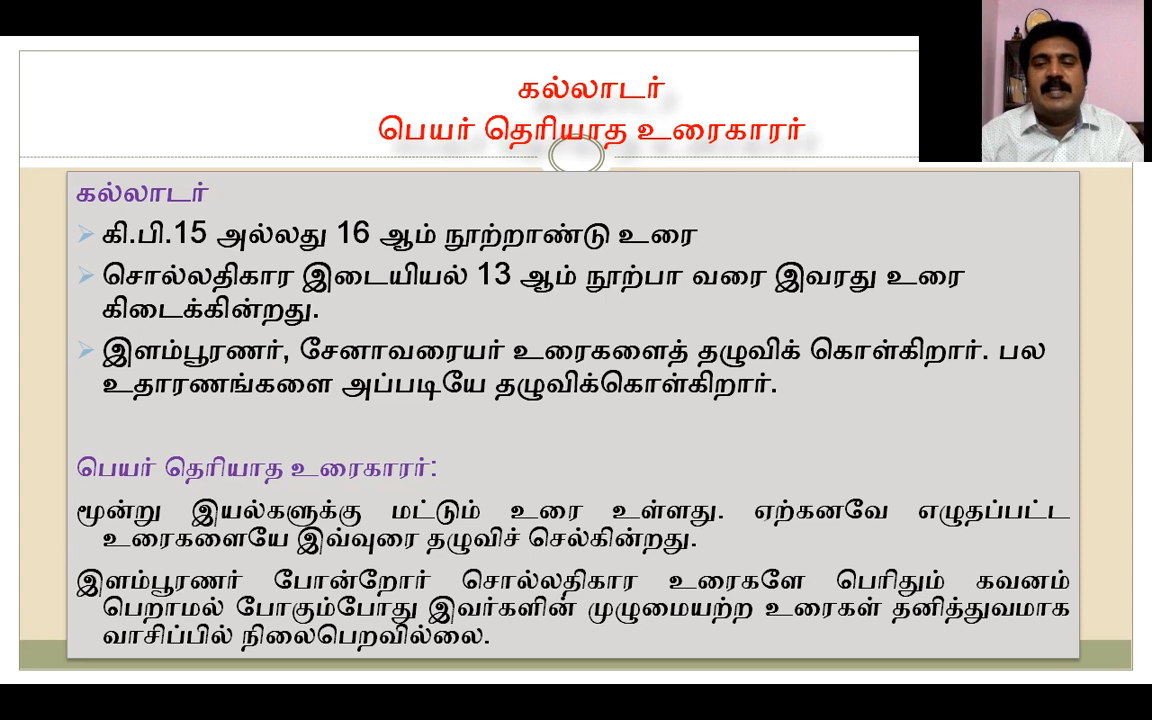 கல்லாடர்
பெயர் தெரியாத உரைகாரர்
கல்லாடர்
கி.பி.15 அல்லது 16 ஆம் நூற்றாண்டு உரை
சொல்லதிகார இடையியல் 13 ஆம் நூற்பா வரை இவரது உரை
கிடைக்கின்றது.
இளம்பூரணர், சேனாவரையர் உரைகளைத் தழுவிக் கொள்கிறார். பல
உதாரணங்களை அப்படியே தழுவிக்கொள்கிறார்.
பெயர் தெரியாத உரைகாரர்:
மூன்று இயல்களுக்கு மட்டும் உரை உள்ளது. ஏற்கனவே எழுதப்பட்ட
உரைகளையே இவ்வுரை தழுவிச் செல்கின்றது.
இளம்பூரணர் போன்றோர் சொல்லதிகார உரைகளே பெரிதும் கவனம்
பெறாமல் போகும்போது இவர்களின் முழுமையற்ற உரைகள் தனித்துவமாக
வாசிப்பில் நிலைபெறவில்லை.